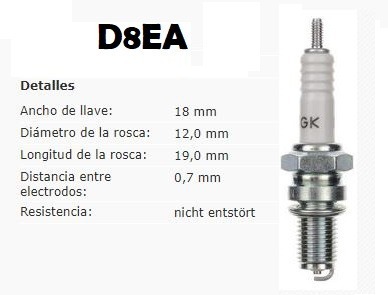 D8EA
Detalles
Ancho de llave: 18 mm
Diámetro de la rosca: 12,0 mm
Longitud de la rosca: 19,0 mm
Distancia entre electrodos: 0,7 mm
Resistencia: nicht entstört
GK